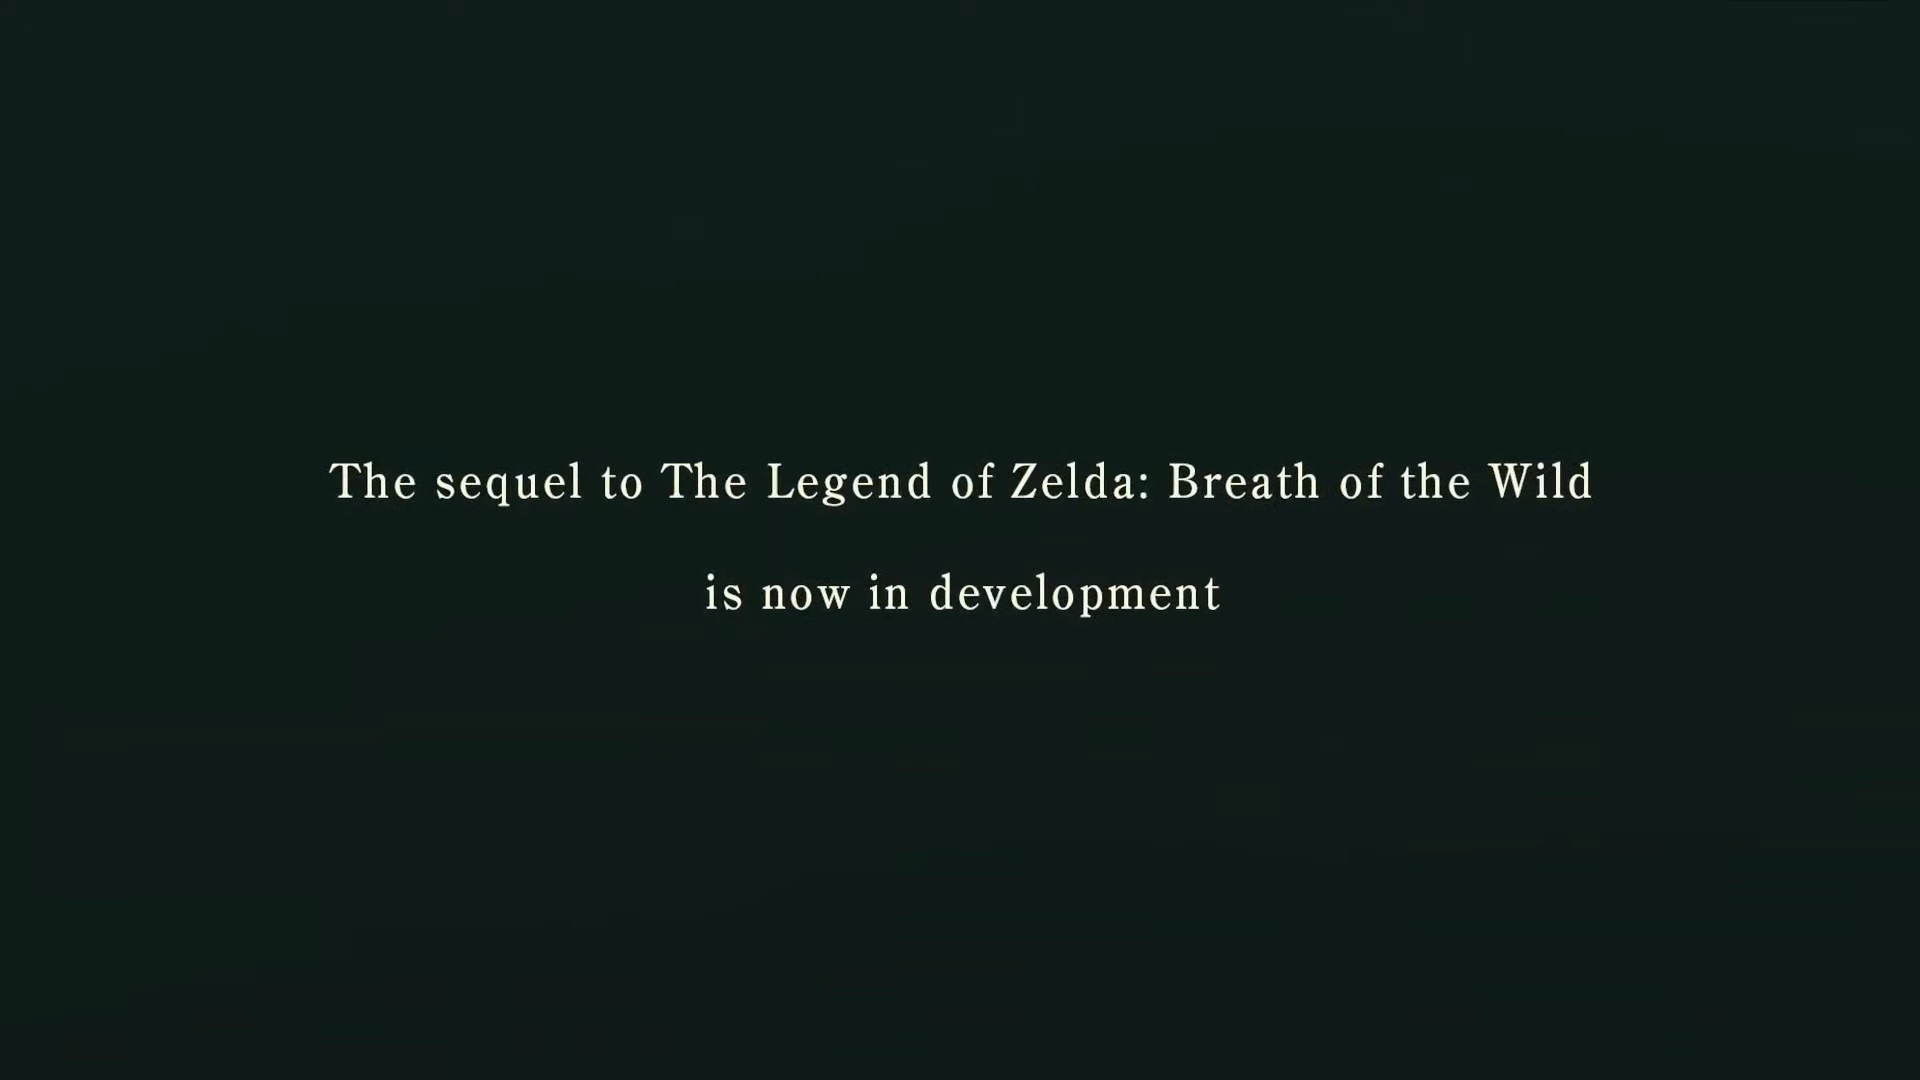 The sequel to The Legend of Zelda: Breath of the Wild
is now in development